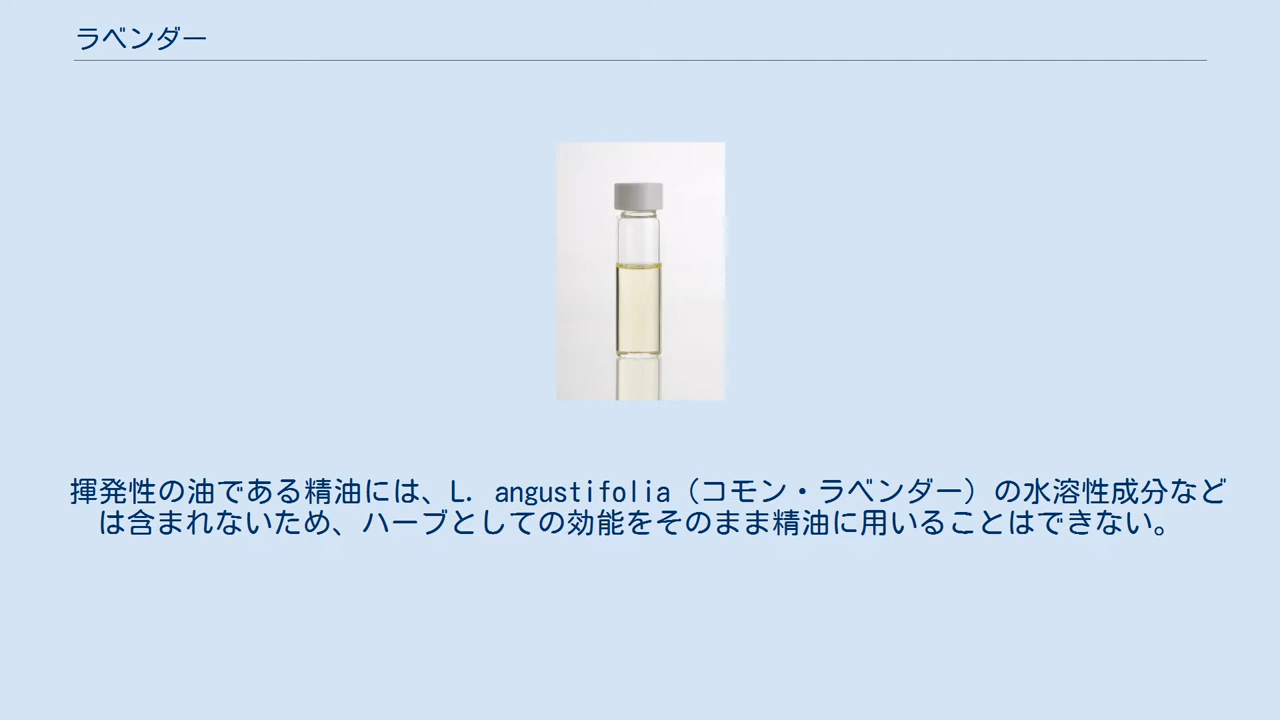 ラベンダー
揮発性の油である精油には、L. angustifolia（コモン・ラベンダー）の水溶性成分など
は含まれないため、ハーブとしての効能をそのまま精油に用いることはできない。